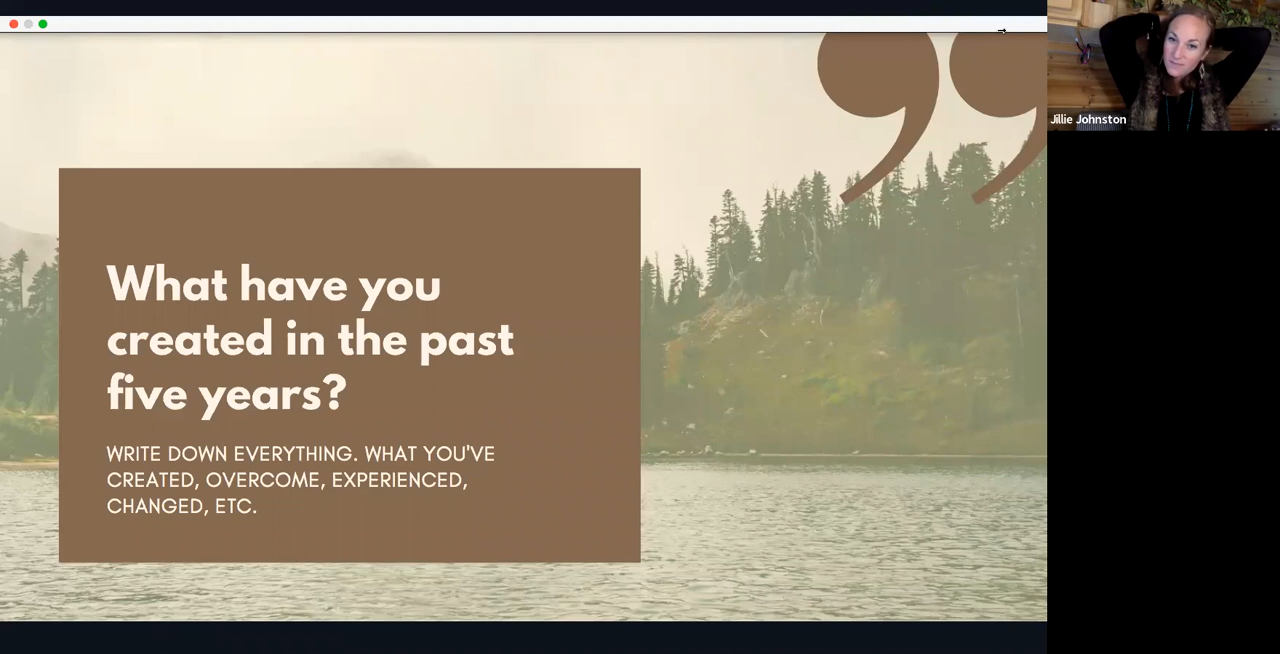 What have you
created in the past
five years?
WRITE DOWN EVERYTHING. WHAT YOU'VE
CREATED, OVERCOME, EXPERIENCED,
CHANGED, ETC.
Jillie Johnston